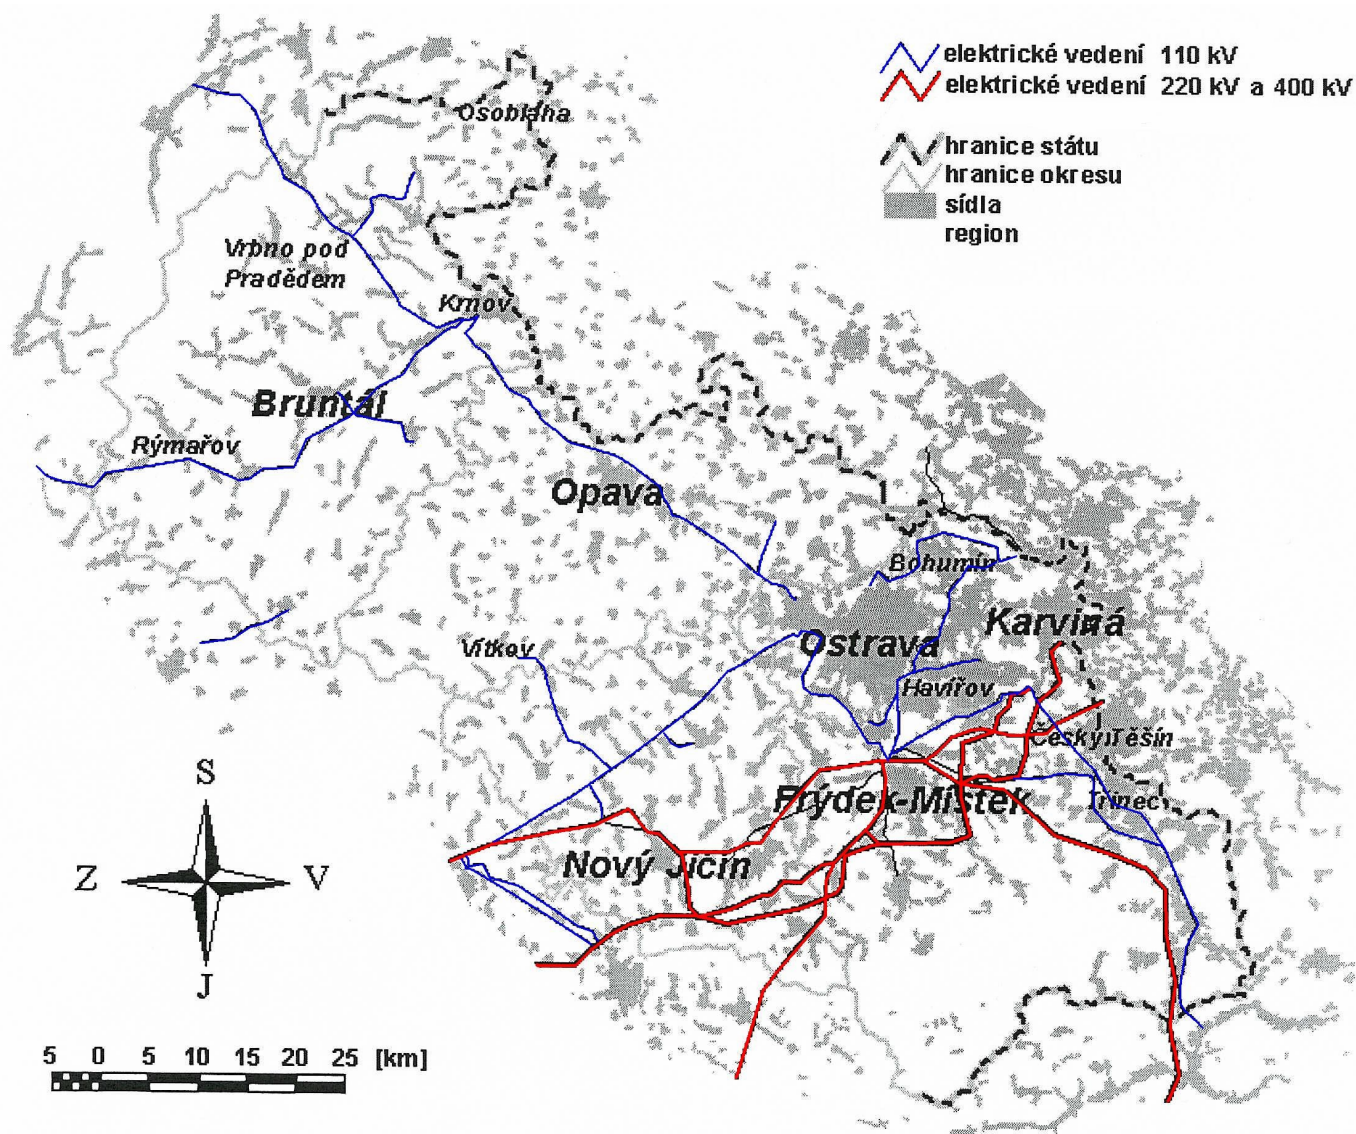 elektrické vedení 110 kV
elektrické vedení 220 kV a 400 kV
hranice státu
hranice okresu
sídla
region
Osoblaha
Vrbno pod
Pradědem
Krnov
Bruntál
Rýmařov
Opava
Bohumín
Karviná
Ostrava
Vítkov
Havířov
Český Těšín
Frýdek-Místek
Třinec
Nový Jičín
S
Z V
J
5 0 5 10 15 20 25 [km]